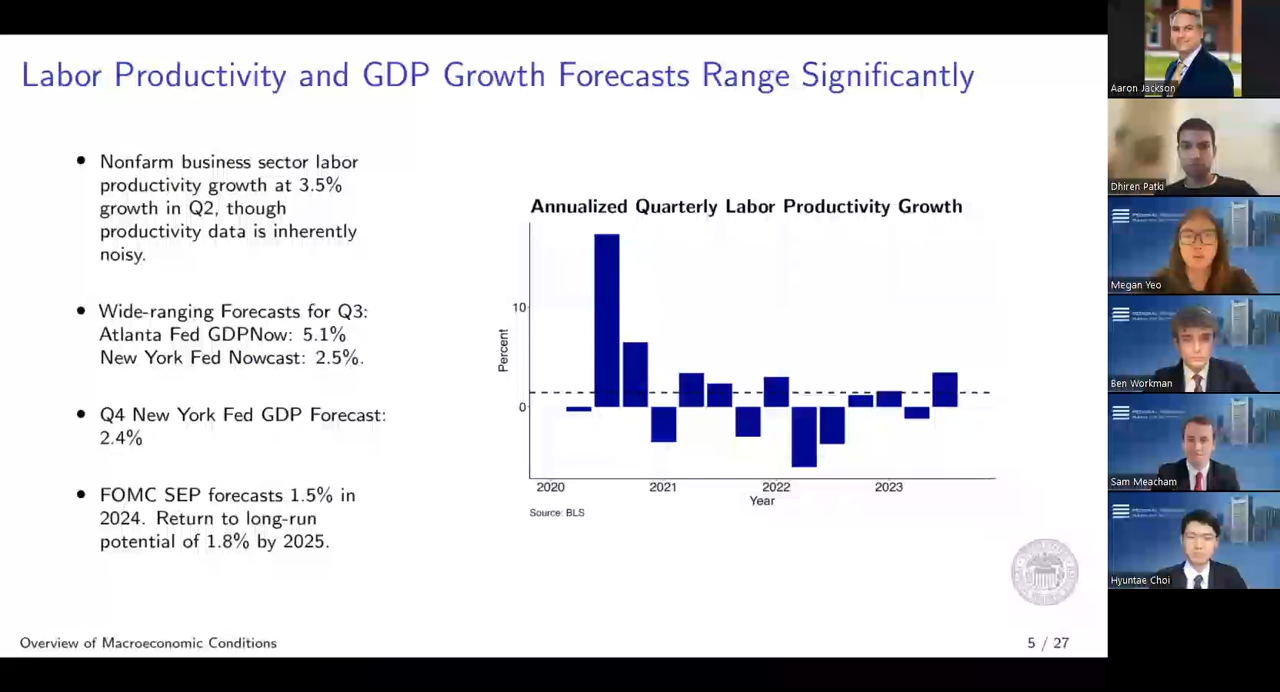 Labor Productivity and GDP Growth Forecasts Range Significantly
• Nonfarm business sector labor
productivity growth at 3.5%
growth in Q2, though
productivity data is inherently
noisy.
• Wide-ranging Forecasts for Q3:
Atlanta Fed GDPNow: 5.1%
New York Fed Nowcast: 2.5%.
• Q4 New York Fed GDP Forecast:
2.4%
• FOMC SEP forecasts 1.5% in
2024. Return to long-run
potential of 1.8% by 2025.
Annualized Quarterly Labor Productivity Growth
Percent
10
0
2020 2021 2022 2023
Year
Source: BLS
Overview of Macroeconomic Conditions
5 / 27
Aaron Jackson
Dhiren Patki
Megan Yeo
Ben Workman
Sam Meacham
Hyuntae Choi